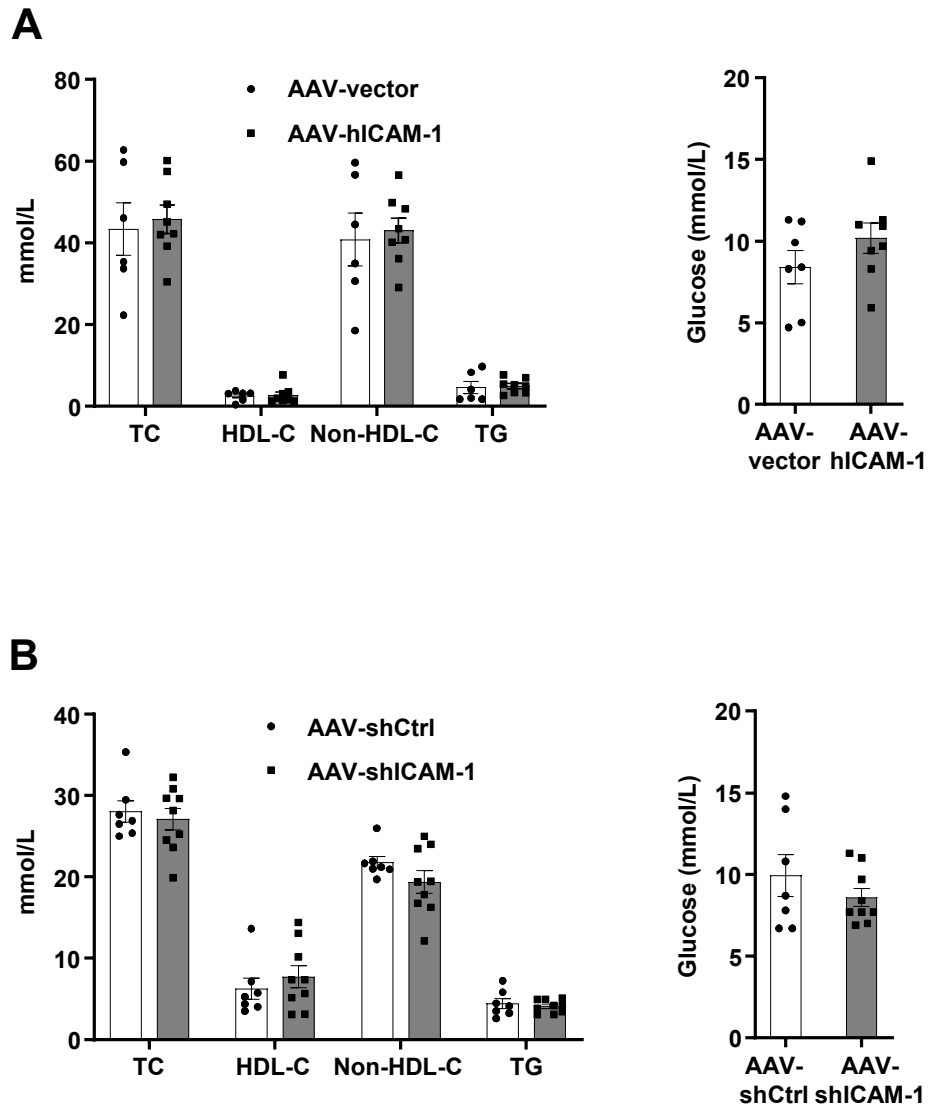 A
80
60
40
20
0
mmol/L
AAV-vector
AAV-hICAM-1
TC
HDL-C
Non-HDL-C
TG
20
15
10
5
0
Glucose (mmol/L)
AAV-
vector
AAV-
hICAM-1
B
40
30
20
10
0
mmol/L
AAV-shCtrl
AAV-shICAM-1
TC
HDL-C
Non-HDL-C
TG
20
15
10
5
0
Glucose (mmol/L)
AAV-
shCtrl
AAV-
shICAM-1